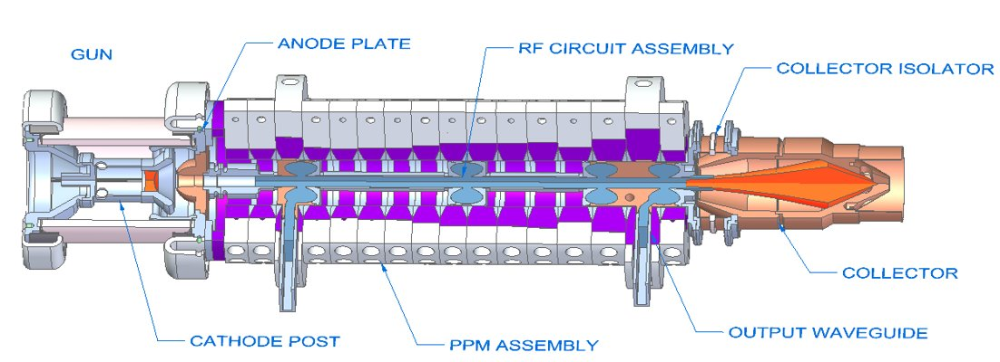 GUN
ANODE PLATE
RF CIRCUIT ASSEMBLY
COLLECTOR ISOLATOR
COLLECTOR
OUTPUT WAVEGUIDE
CATHODE POST
PPM ASSEMBLY